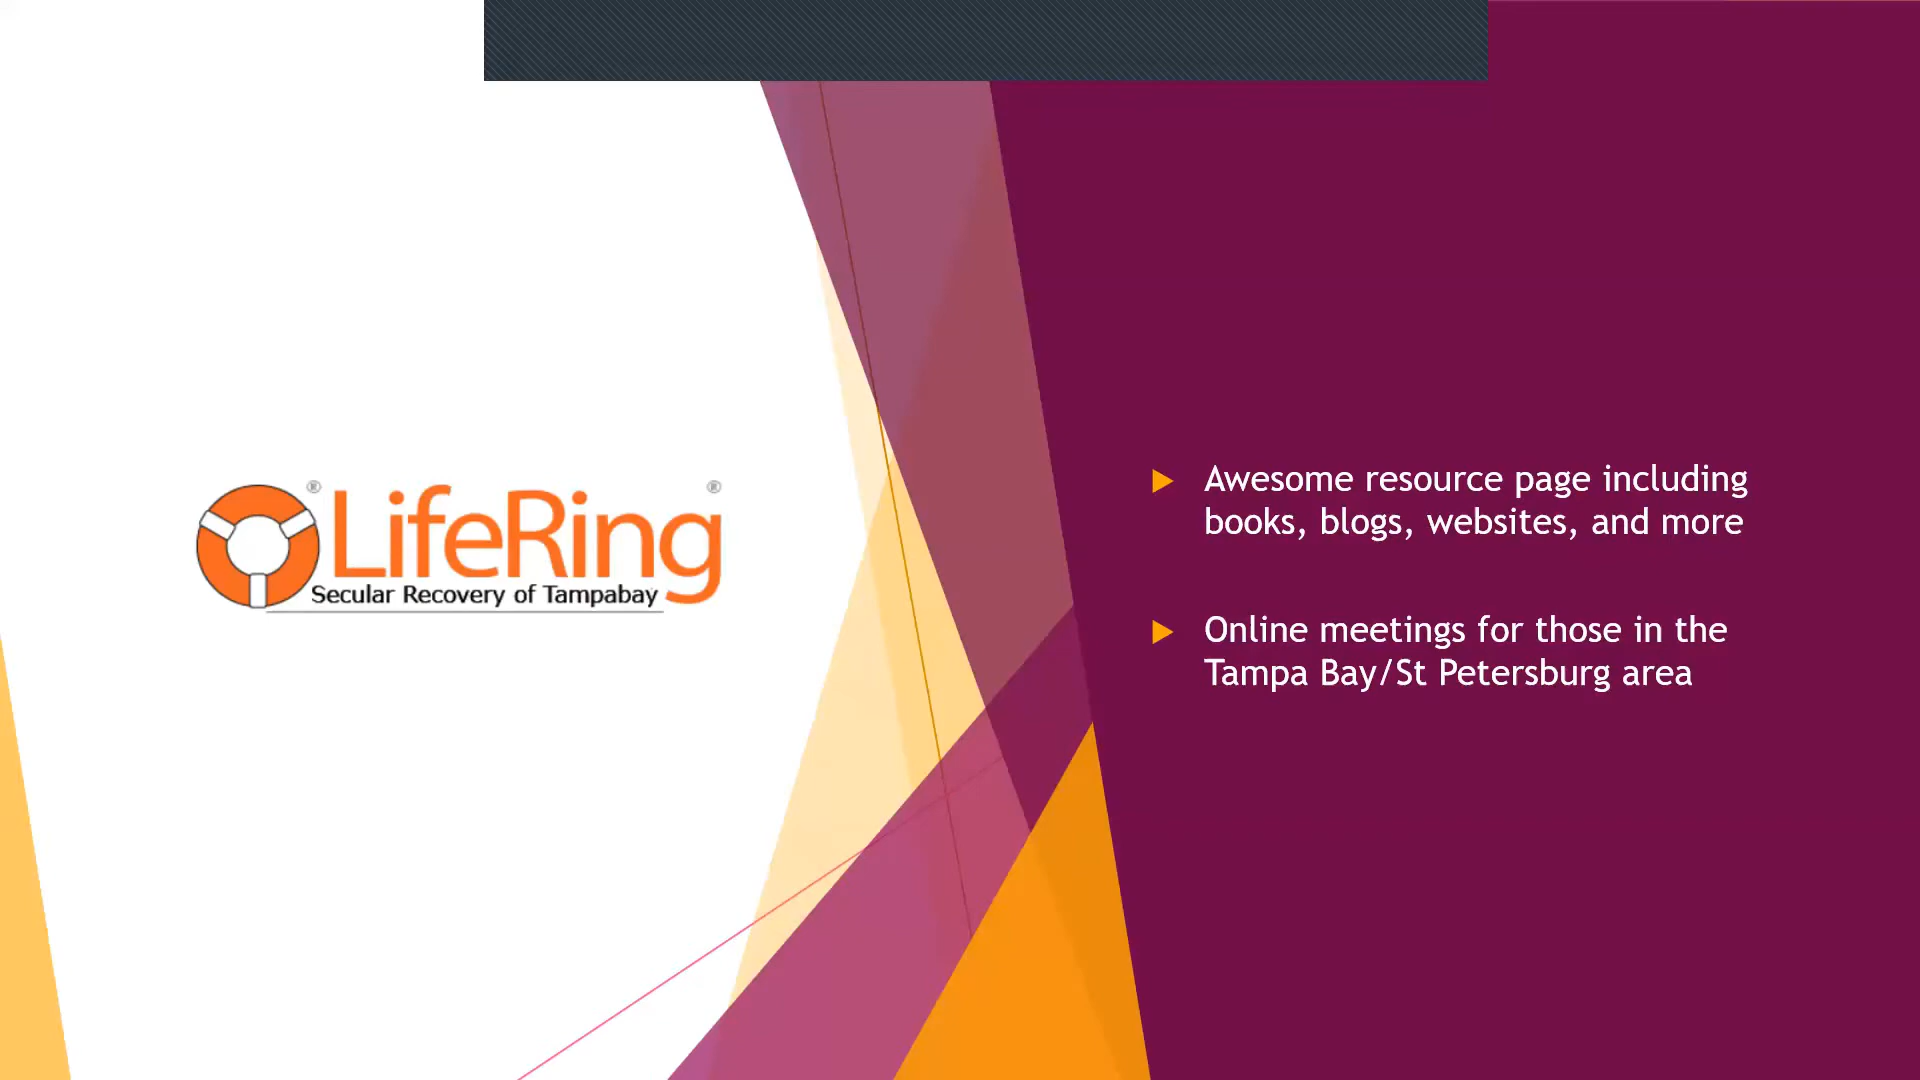 ® LifeRing ®
Secular Recovery of Tampabay
Awesome resource page including
books, blogs, websites, and more
Online meetings for those in the
Tampa Bay/St Petersburg area